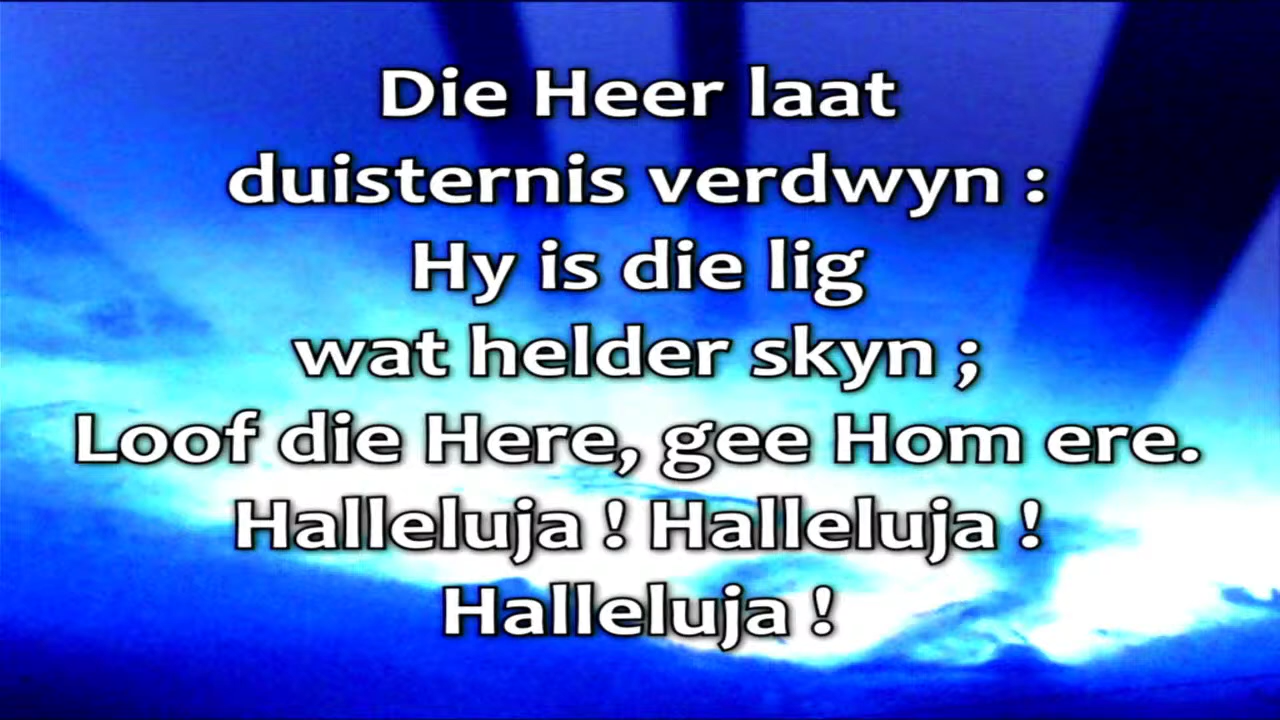 Die Heer laat
duisternis verdwyn :
Hy is die lig
wat helder skyn ;
Loof die Here, gee Hom ere.
Halleluja ! Halleluja !
Halleluja !